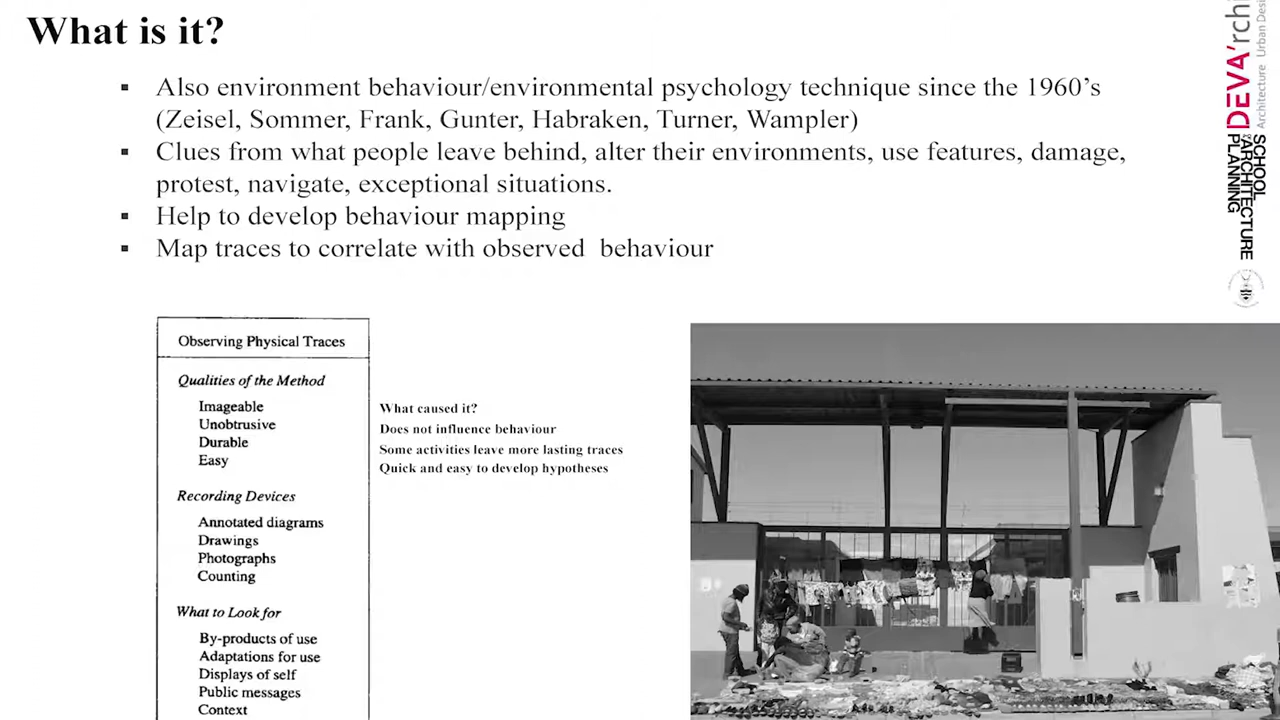 What is it?
▪ Also environment behaviour/environmental psychology technique since the 1960's
(Zeisel, Sommer, Frank, Gunter, Habraken, Turner, Wampler)
▪ Clues from what people leave behind, alter their environments, use features, damage,
protest, navigate, exceptional situations.
▪ Help to develop behaviour mapping
▪ Map traces to correlate with observed  behaviour
Observing Physical Traces
Qualities of the Method
Imageable
Unobtrusive
Durable
Easy
What caused it?
Does not influence behaviour
Some activities leave more lasting traces
Quick and easy to develop hypotheses
Recording Devices
Annotated diagrams
Drawings
Photographs
Counting
What to Look for
By-products of use
Adaptations for use
Displays of self
Public messages
Context
DEVA'rchi
Architecture Urban Desi
SCHOOL
ARCHITECTURE
PLANNING